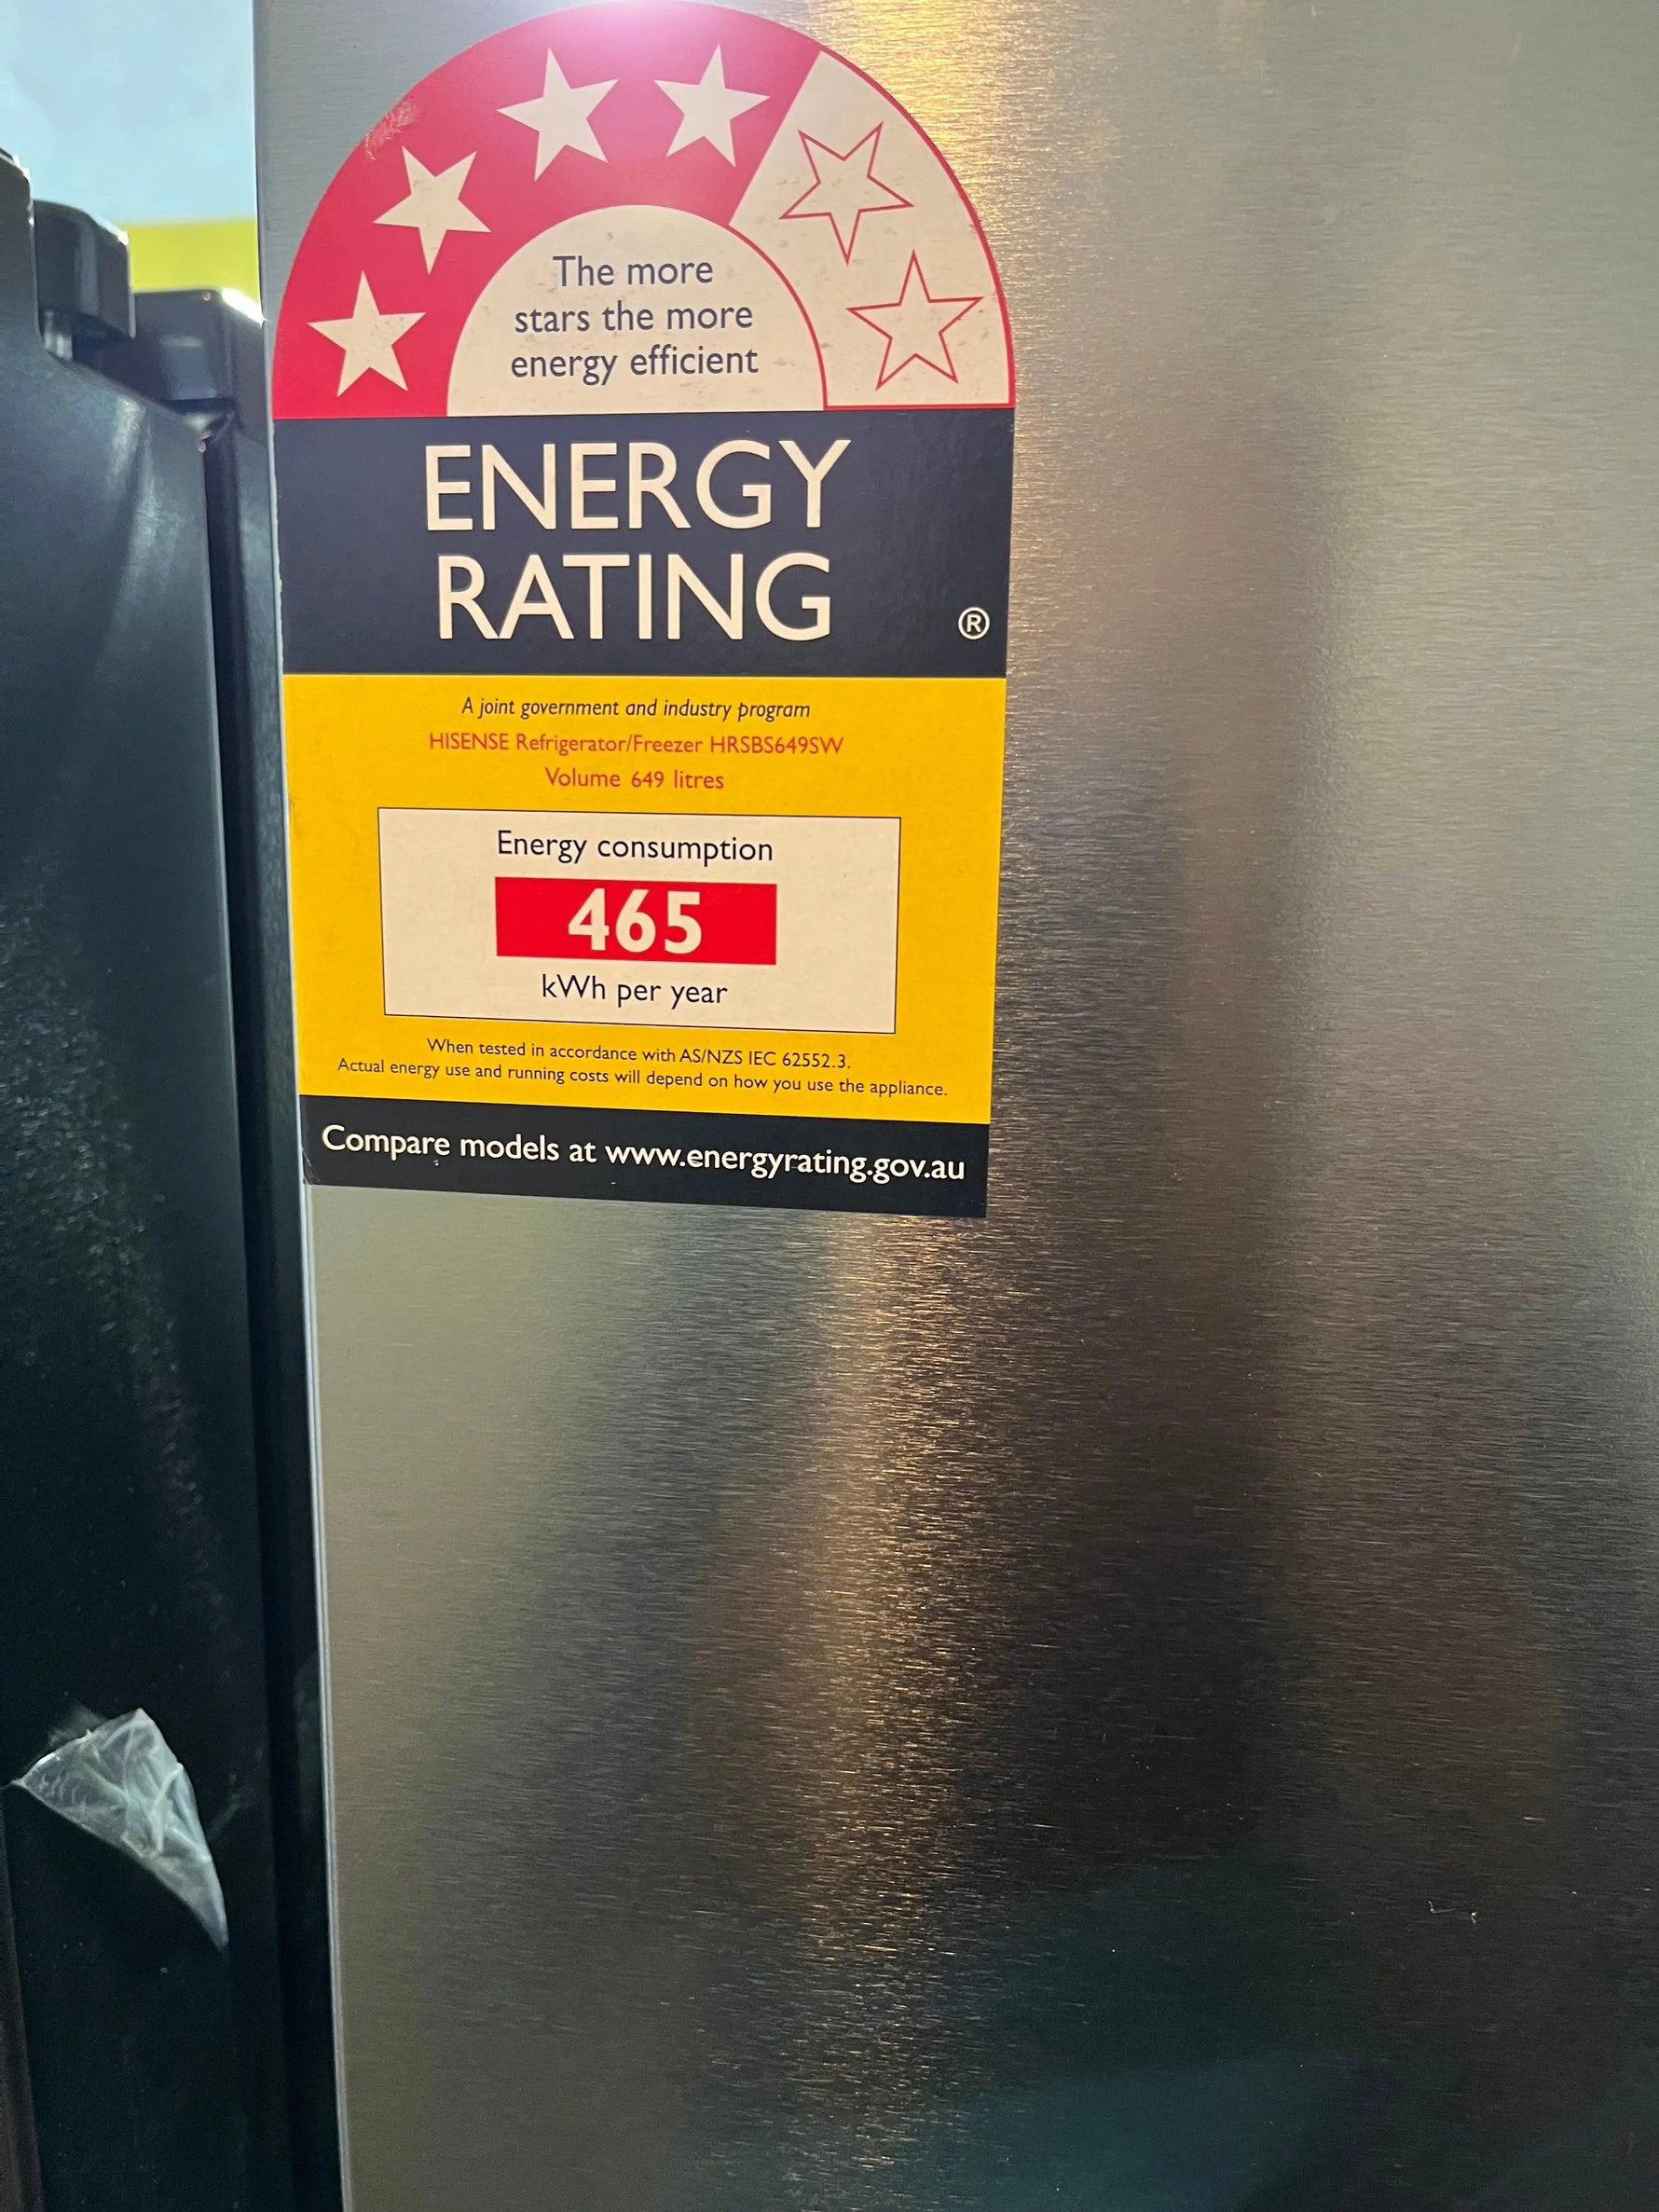 The more
stars the more
energy efficient
ENERGY
RATING ®
A joint government and industry program
HISENSE Refrigerator/Freezer HRSBS649SW
Volume 649 litres
Energy consumption
465
kWh per year
When tested in accordance with AS/NZS IEC 62552.3.
Actual energy use and running costs will depend on how you use the appliance.
Compare models at www.energyrating.gov.au